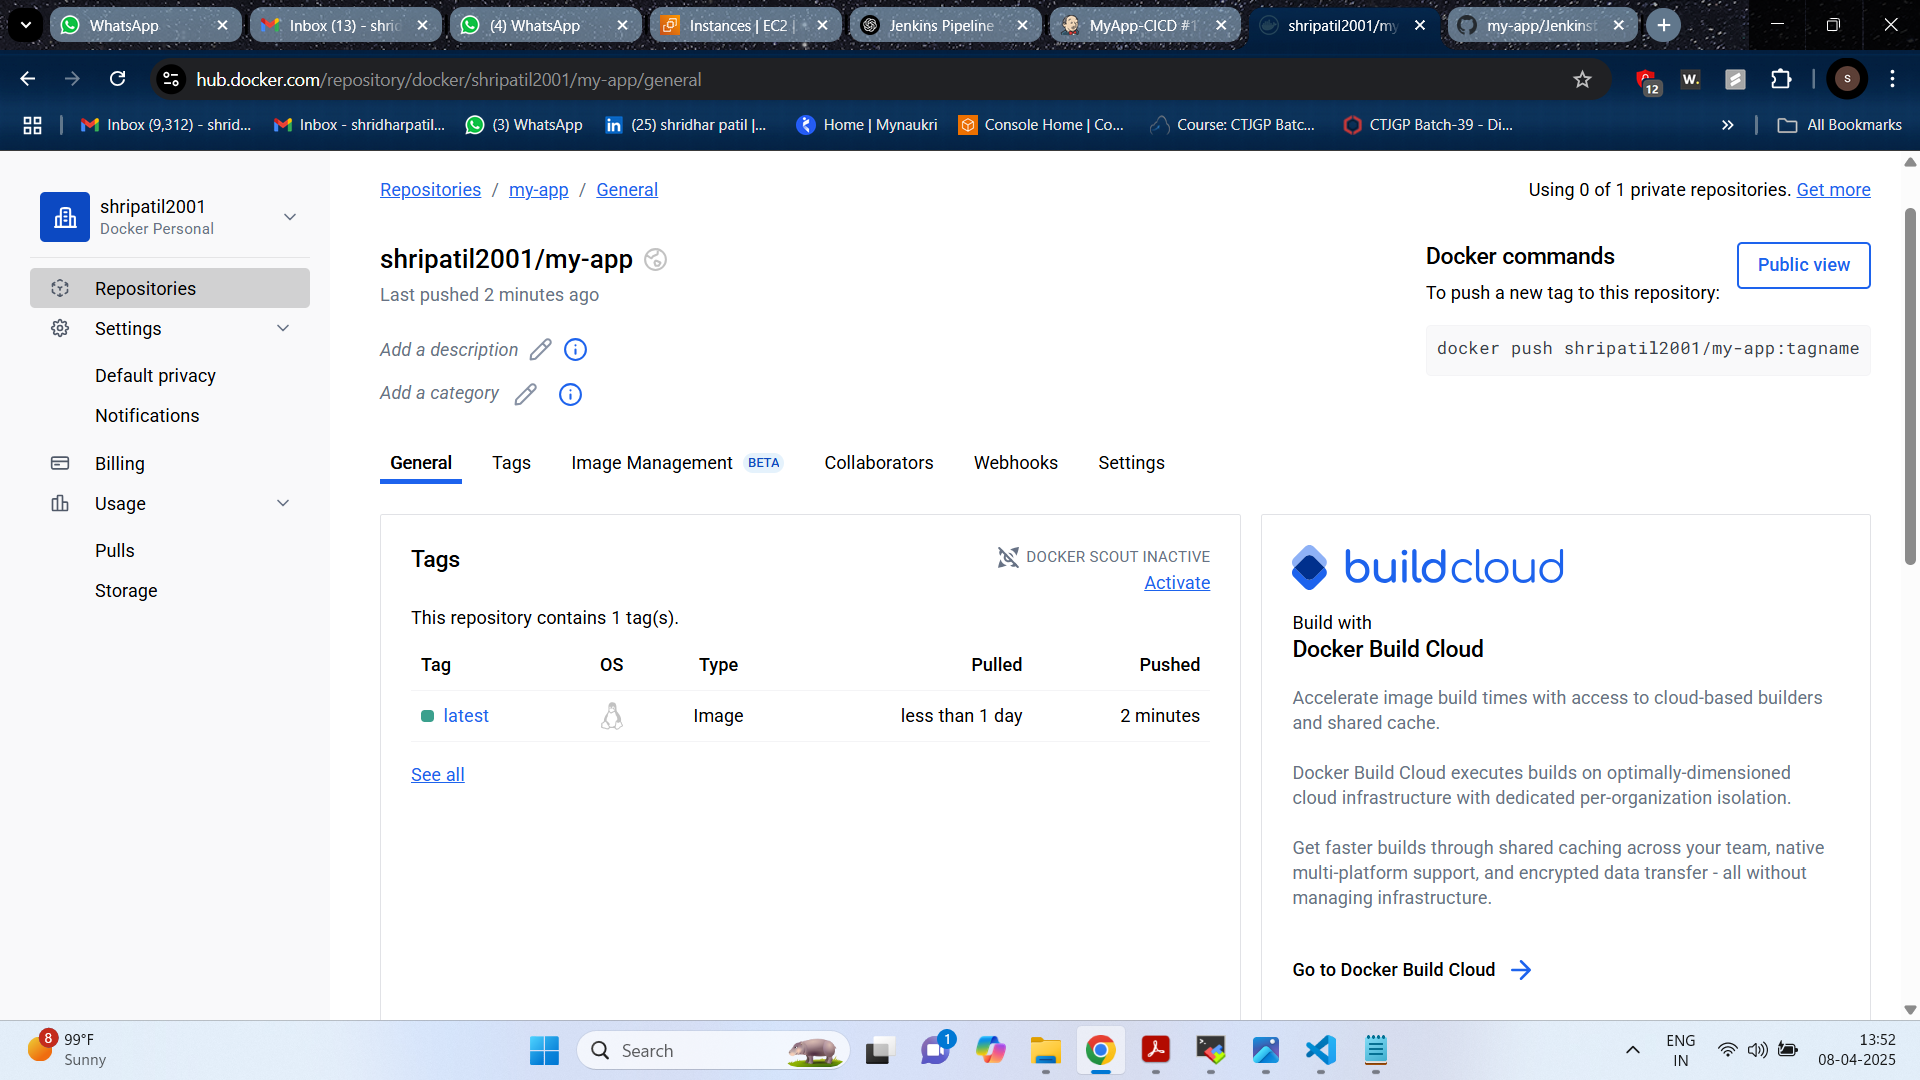 WhatsApp
Inbox (13) - shrid
(4) WhatsApp
Instances | EC2 |
Jenkins Pipeline
MyApp-CICD #1
shripatil2001/my
my-app/Jenkinsf
hub.docker.com/repository/docker/shripatil2001/my-app/general
12
W.
S
Inbox (9,312) - shrid...
Inbox - shridharpatil...
(3) WhatsApp
(25) shridhar patil |...
Home | Mynaukri
Console Home | Co...
Course: CTJGP Batc...
CTJGP Batch-39 - Di...
All Bookmarks
shripatil2001
Docker Personal
Repositories
Settings
Default privacy
Notifications
Billing
Usage
Pulls
Storage
Repositories / my-app / General
Using 0 of 1 private repositories. Get more
shripatil2001/my-app
Last pushed 2 minutes ago
Add a description
Add a category
Docker commands
Public view
To push a new tag to this repository:
docker push shripatil2001/my-app:tagname
General
Tags
Image Management BETA
Collaborators
Webhooks
Settings
Tags
DOCKER SCOUT INACTIVE
Activate
This repository contains 1 tag(s).
Tag OS Type Pulled Pushed
latest Image less than 1 day 2 minutes
See all
buildcloud
Build with
Docker Build Cloud
Accelerate image build times with access to cloud-based builders
and shared cache.
Docker Build Cloud executes builds on optimally-dimensioned
cloud infrastructure with dedicated per-organization isolation.
Get faster builds through shared caching across your team, native
multi-platform support, and encrypted data transfer - all without
managing infrastructure.
Go to Docker Build Cloud
8
99°F
Sunny
Search
1
ENG
IN
13:52
08-04-2025